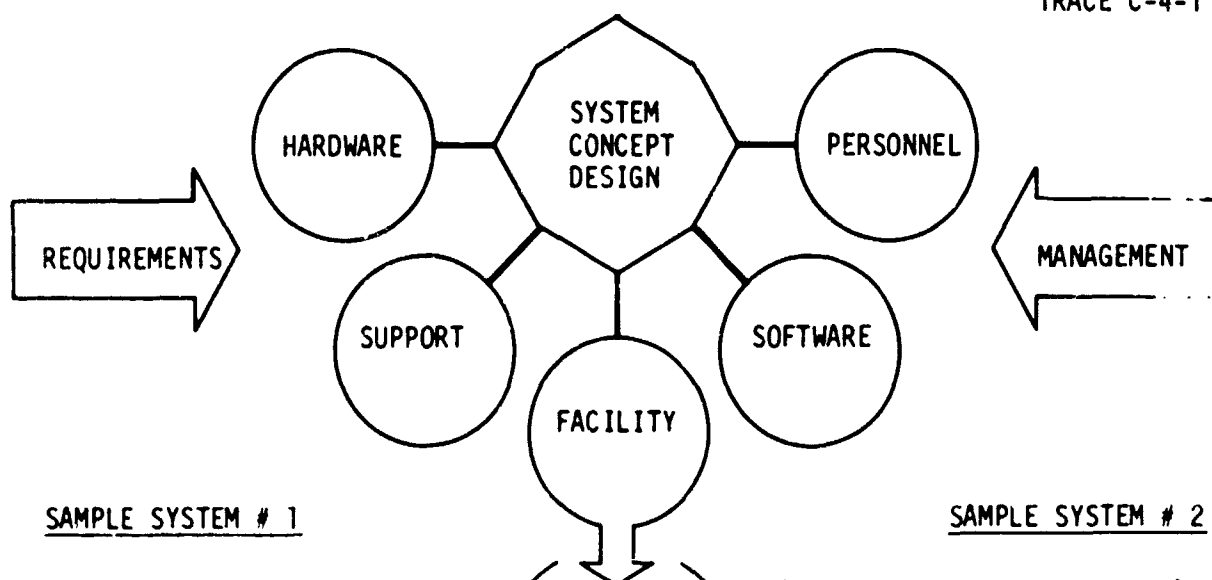 TRACE C-4-1
SYSTEM
CONCEPT
DESIGN
HARDWARE
PERSONNEL
REQUIREMENTS
MANAGEMENT
SUPPORT
SOFTWARE
FACILITY
SAMPLE SYSTEM # 1
SAMPLE SYSTEM # 2